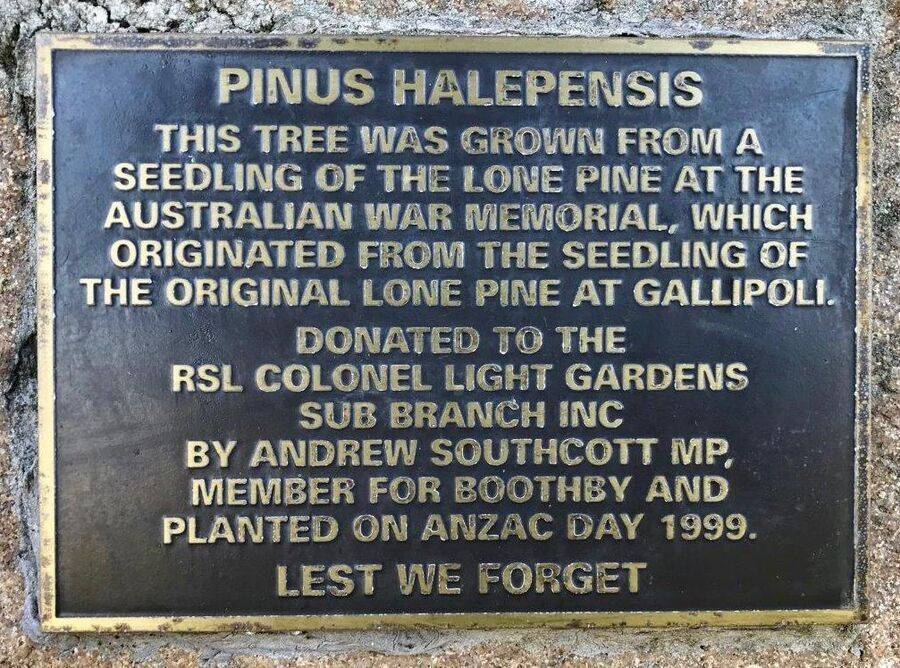 PINUS HALEPENSIS
THIS TREE WAS GROWN FROM A
SEEDLING OF THE LONE PINE AT THE
AUSTRALIAN WAR MEMORIAL, WHICH
ORIGINATED FROM THE SEEDLING OF
THE ORIGINAL LONE PINE AT GALLIPOLI.
DONATED TO THE
RSL COLONEL LIGHT GARDENS
SUB BRANCH INC
BY ANDREW SOUTHCOTT MP,
MEMBER FOR BOOTHBY AND
PLANTED ON ANZAC DAY 1999.
LEST WE FORGET